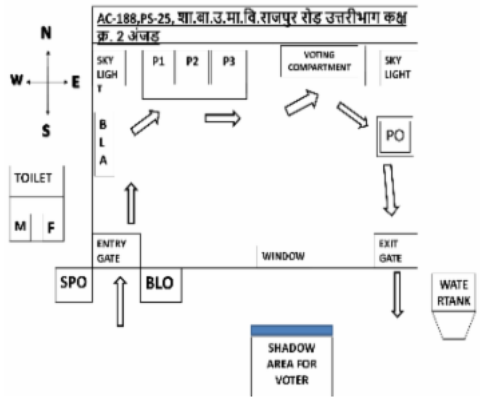 AC-188,PS-25, शा.बा.उ.मा.वि.राजपुर रोड़ उत्तरीभाग कक्ष
क्र. 2 अंजड़
N
W
E
S
SKY
LIGH
T
P1
P2
P3
VOTING
COMPARTMENT
SKY
LIGHT
B
L
A
PO
TOILET
M
F
ENTRY
GATE
WINDOW
EXIT
GATE
SPO
BLO
WATE
RTANK
SHADOW
AREA FOR
VOTER